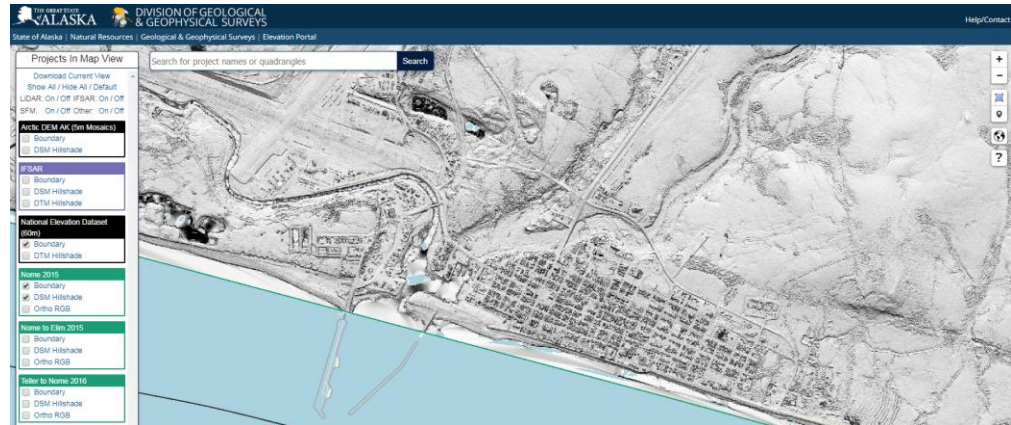 THE GREAT STATE
of ALASKA
DIVISION OF GEOLOGICAL
& GEOPHYSICAL SURVEYS
Help/Contact
State of Alaska | Natural Resources | Geological & Geophysical Surveys | Elevation Portal
Projects In Map View
Download Current View
Show All / Hide All / Default
LiDAR: On / Off IFSAR: On / Off
SFM: On / Off Other: On / Off
Arctic DEM AK (5m Mosaics)
Boundary
DSM Hillshade
IFSAR
Boundary
DSM Hillshade
DTM Hillshade
National Elevation Dataset
(60m)
Boundary
DTM Hillshade
Nome 2015
Boundary
DSM Hillshade
Ortho RGB
Nome to Elim 2015
Boundary
DSM Hillshade
Ortho RGB
Teller to Nome 2016
Boundary
DSM Hillshade
Ortho RGB
Search for project names or quadrangles
Search
+
−
?